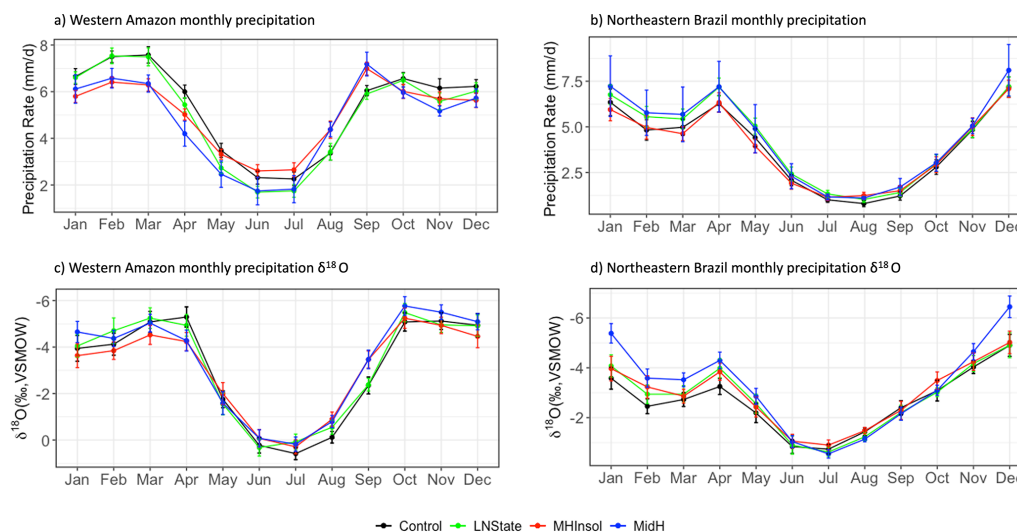 a) Western Amazon monthly precipitation
Precipitation Rate (mm/d)
8
6
4
2
Jan Feb Mar Apr May Jun Jul Aug Sep Oct Nov Dec
b) Northeastern Brazil monthly precipitation
Precipitation Rate (mm/d)
7.5
5.0
2.5
Jan Feb Mar Apr May Jun Jul Aug Sep Oct Nov Dec
c) Western Amazon monthly precipitation δ¹⁸O
δ¹⁸O(‰,VSMOW)
-6
-4
-2
0
Jan Feb Mar Apr May Jun Jul Aug Sep Oct Nov Dec
d) Northeastern Brazil monthly precipitation δ¹⁸O
δ¹⁸O(‰,VSMOW)
-6
-4
-2
Jan Feb Mar Apr May Jun Jul Aug Sep Oct Nov Dec
Control LNState MHInsol MidH